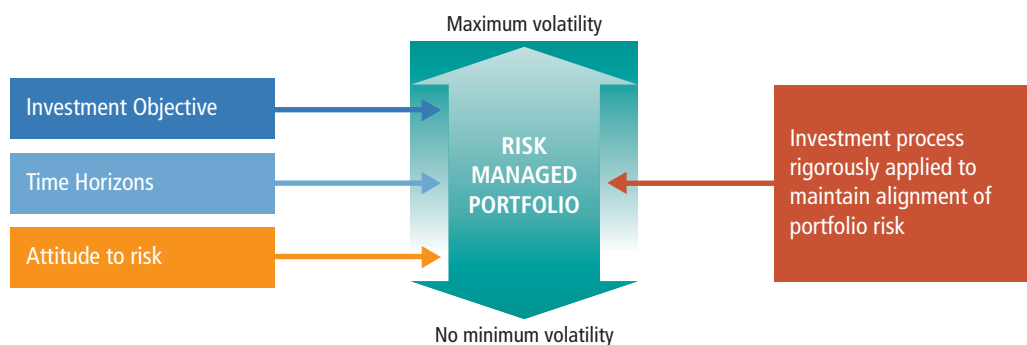 Maximum volatility
Investment Objective
Time Horizons
Attitude to risk
RISK
MANAGED
PORTFOLIO
Investment process
rigorously applied to
maintain alignment of
portfolio risk
No minimum volatility